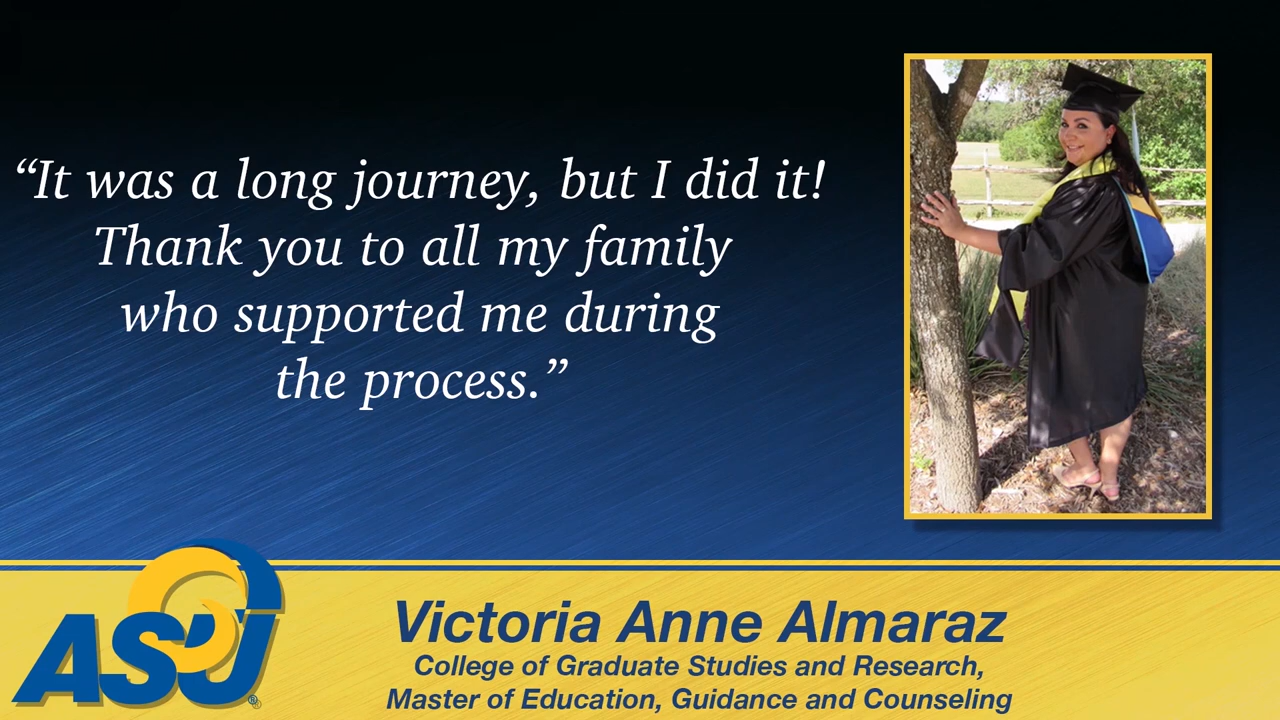 “It was a long journey, but I did it!
Thank you to all my family
who supported me during
the process.”
ASU®
Victoria Anne Almaraz
College of Graduate Studies and Research,
Master of Education, Guidance and Counseling